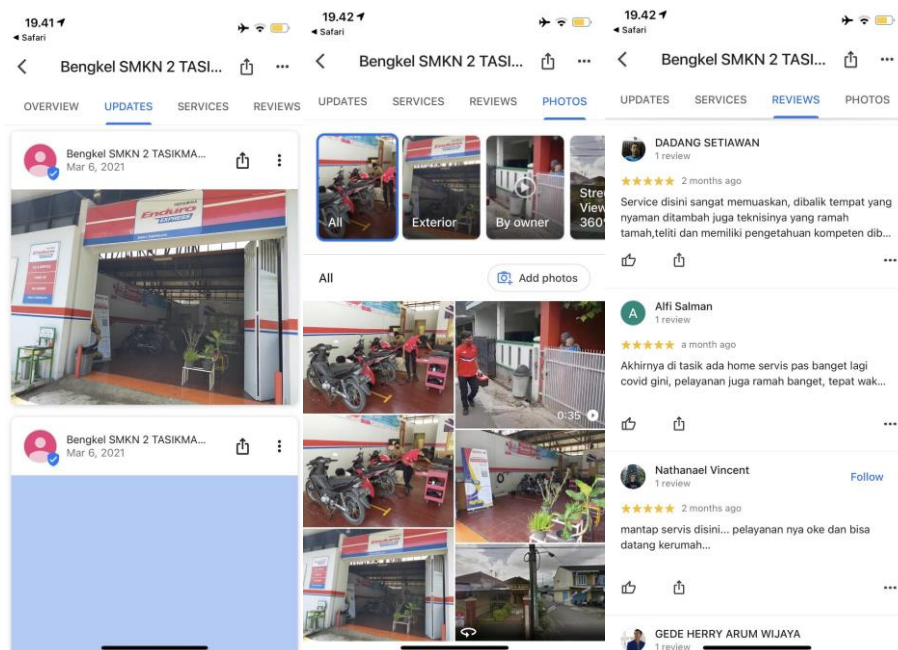 19.41
Safari
Bengkel SMKN 2 TASI...
OVERVIEW UPDATES SERVICES REVIEWS
Bengkel SMKN 2 TASIKMA...
Mar 6, 2021
Enduro
EXPRESS
Bengkel SMKN 2 TASIKMA...
Mar 6, 2021
19.42
Safari
Bengkel SMKN 2 TASI...
UPDATES SERVICES REVIEWS PHOTOS
All
Exterior
By owner
Stre
View
360°
All
Add photos
0:35
19.42
Safari
Bengkel SMKN 2 TASI...
UPDATES SERVICES REVIEWS PHOTOS
DADANG SETIAWAN
1 review
2 months ago
Service disini sangat memuaskan, dibalik tempat yang
nyaman ditambah juga teknisinya yang ramah
tamah,teliti dan memiliki pengetahuan kompeten dib...
A
Alfi Salman
1 review
a month ago
Akhirnya di tasik ada home servis pas banget lagi
covid gini, pelayanan juga ramah banget, tepat wak...
Nathanael Vincent
1 review
Follow
2 months ago
mantap servis disini... pelayanan nya oke dan bisa
datang kerumah...
GEDE HERRY ARUM WIJAYA
1 review